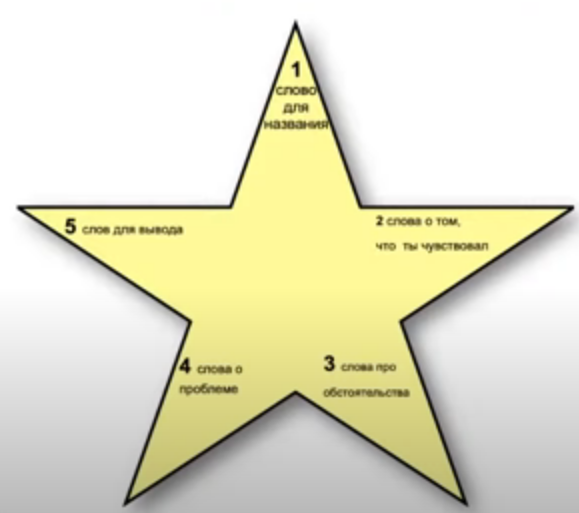 1
слово
для
названия
2 слова о том,
что ты чувствовал
3 слова про
обстоятельства
4 слова о
проблеме
5 слов для вывода